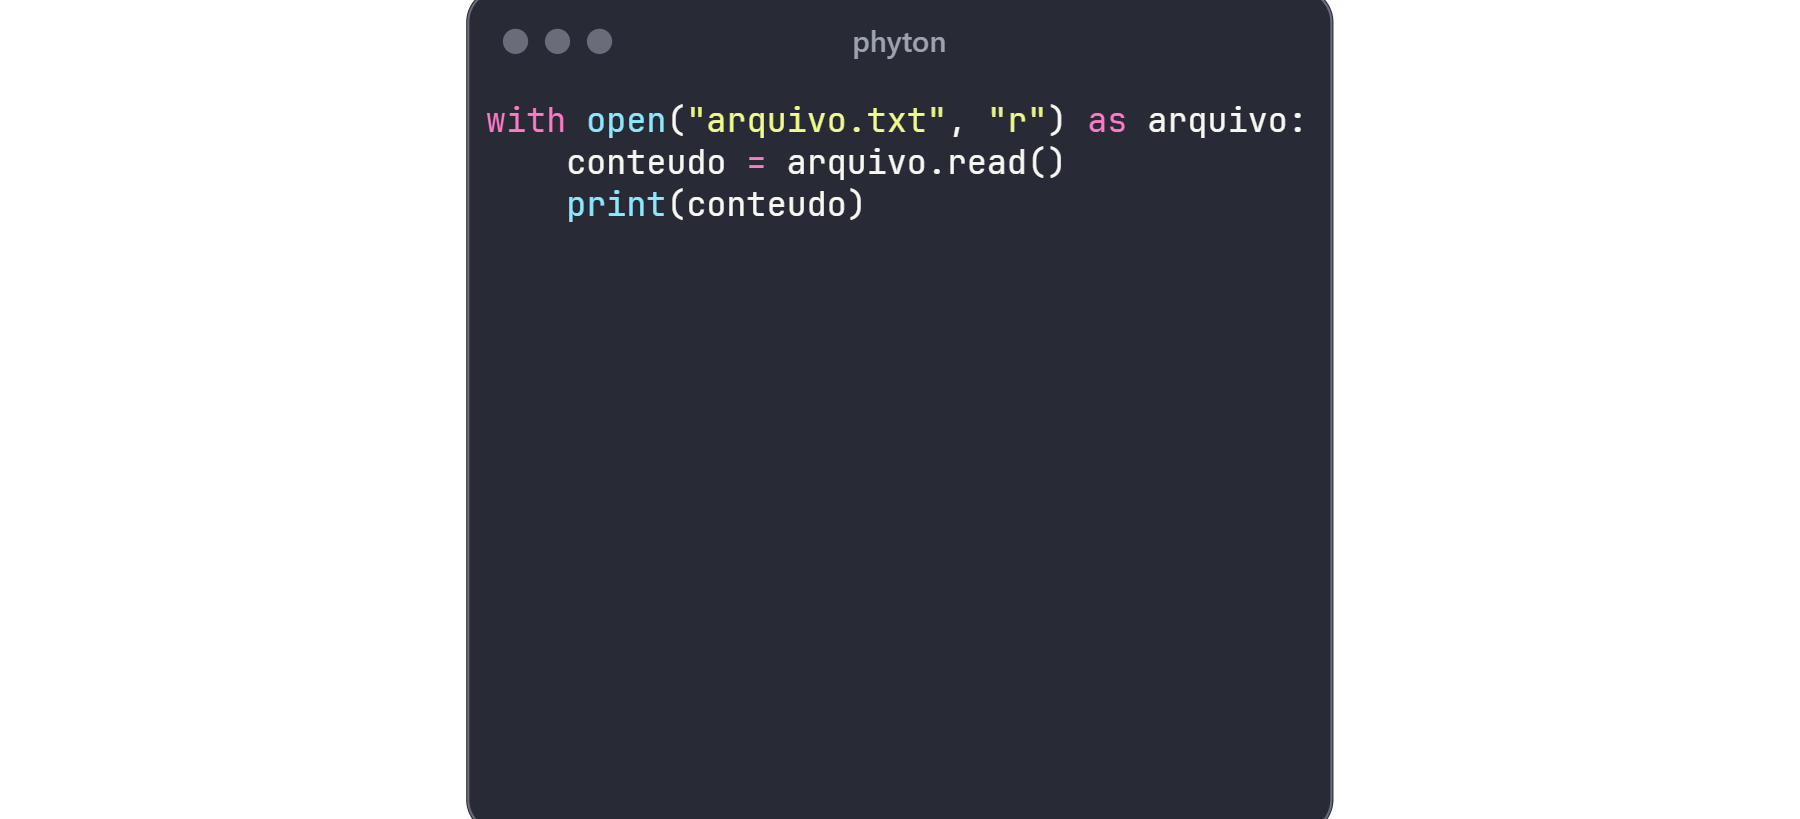 phyton
with open("arquivo.txt", "r") as arquivo:
    conteudo = arquivo.read()
    print(conteudo)